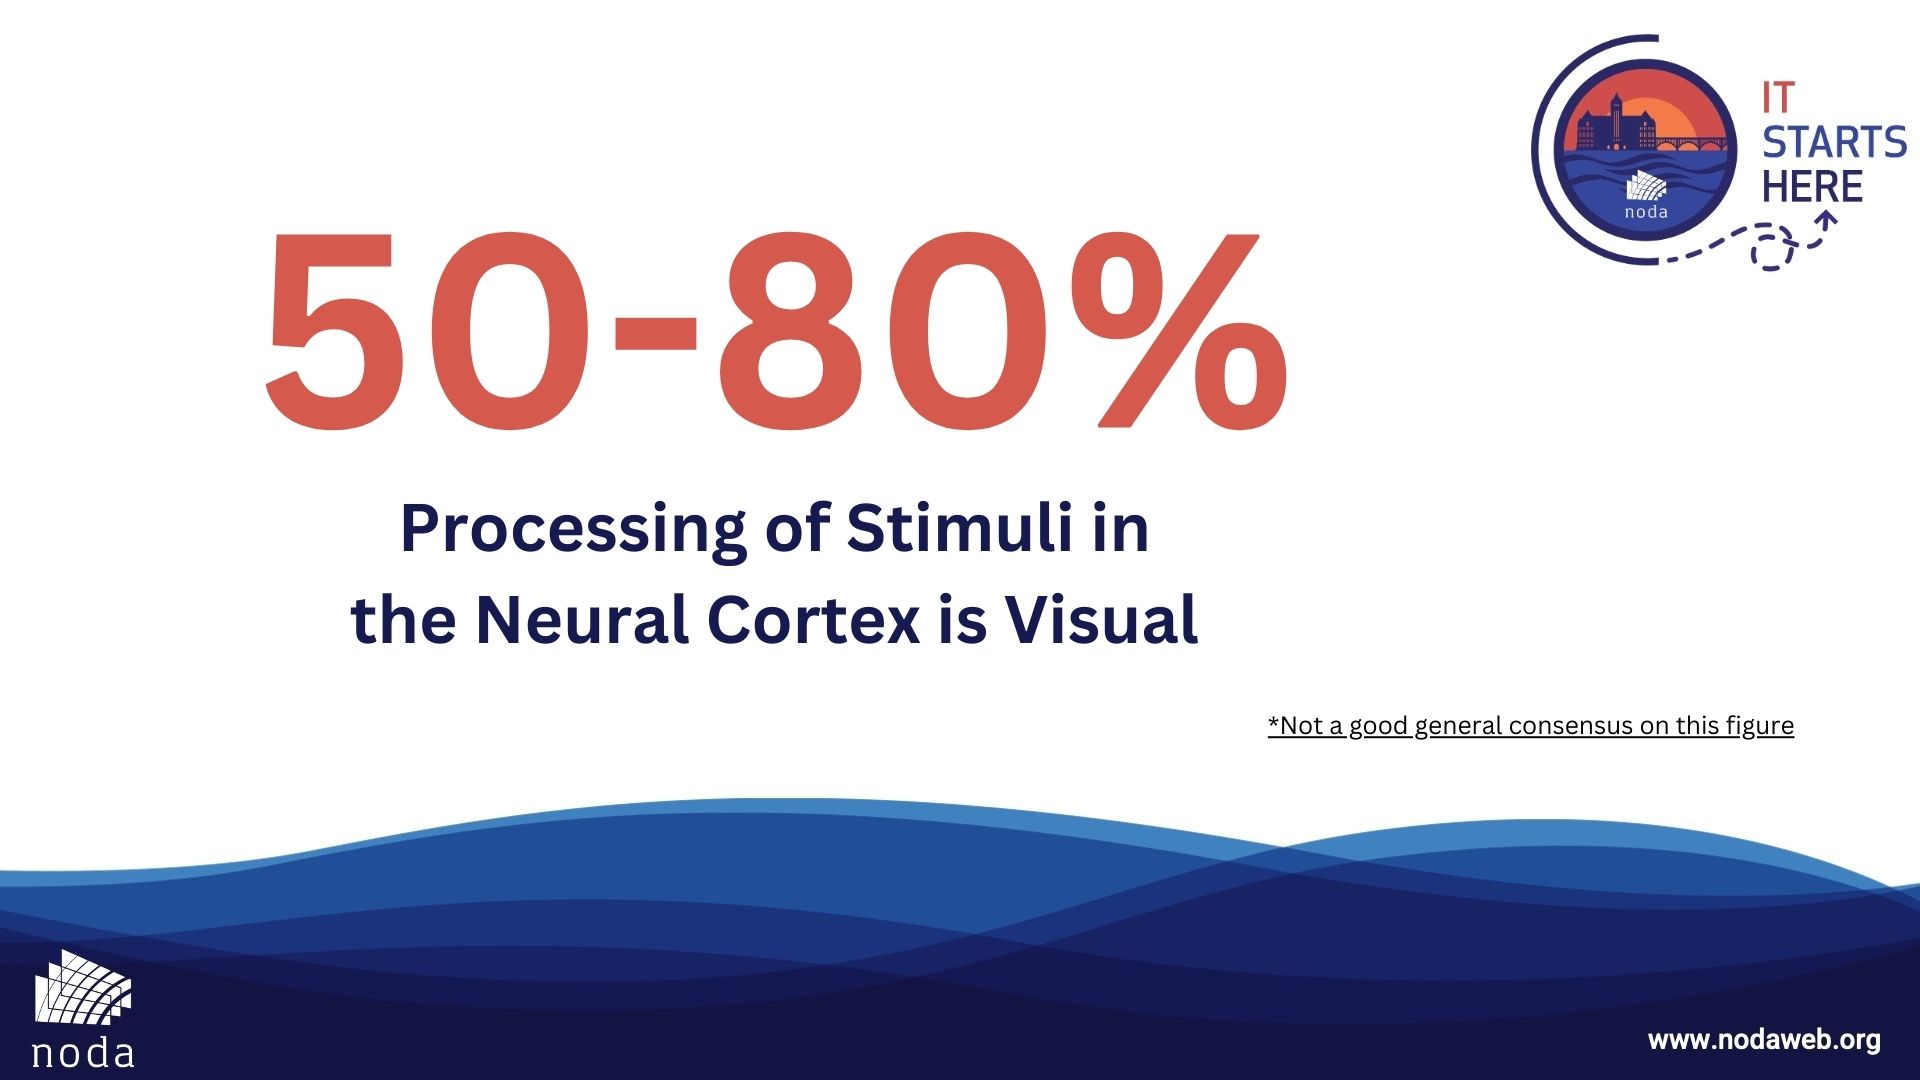 IT
STARTS
HERE
noda
50-80%
Processing of Stimuli in
the Neural Cortex is Visual
*Not a good general consensus on this figure
noda
www.nodaweb.org